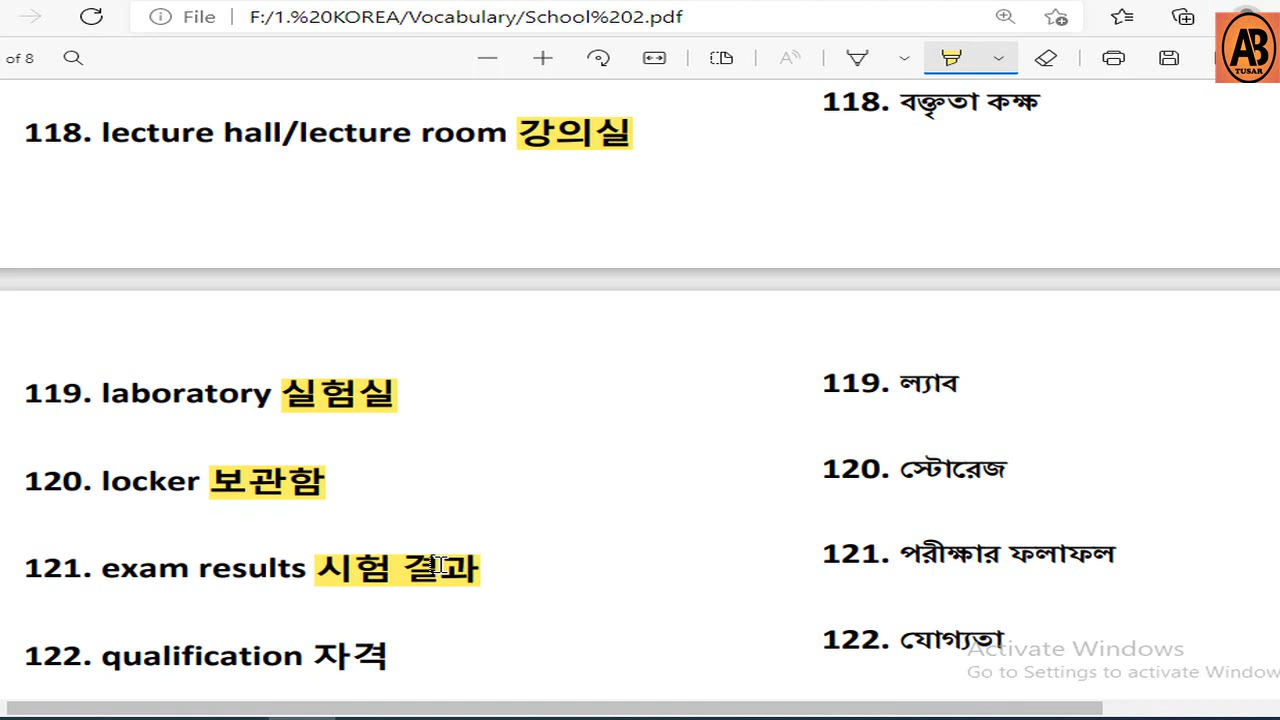 File F:/1.%20KOREA/Vocabulary/School%202.pdf
of 8
AB
TUSAR
118. lecture hall/lecture room 강의실
118. বক্তৃতা কক্ষ
119. laboratory 실험실
119. ল্যাব
120. locker 보관함
120. স্টোরেজ
121. exam results 시험 결과
121. পরীক্ষার ফলাফল
122. qualification 자격
122. যোগ্যতা
Activate Windows
Go to Settings to activate Window